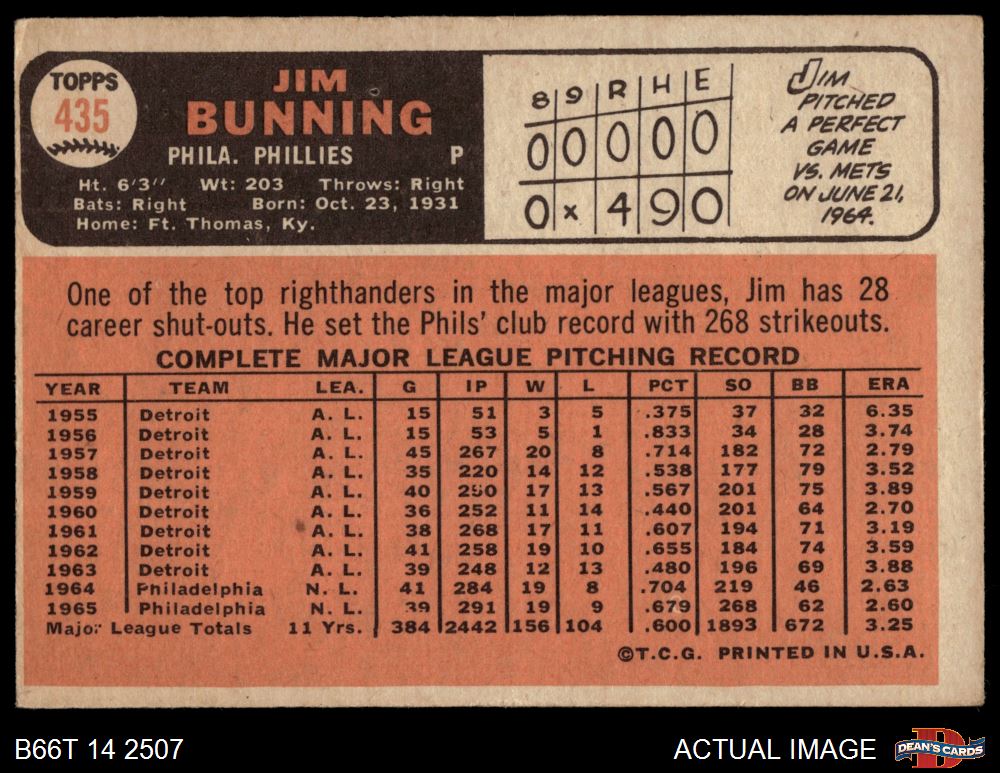 TOPPS
435
JIM
BUNNING
PHILA. PHILLIES P
Ht. 6'3" Wt: 203 Throws: Right
Bats: Right Born: Oct. 23, 1931
Home: Ft. Thomas, Ky.
8 9 R H E
0 0 0 0 0
0 x 4 9 0
JIM
PITCHED
A PERFECT
GAME
VS. METS
ON JUNE 21,
1964.
One of the top righthanders in the major leagues, Jim has 28
career shut-outs. He set the Phils' club record with 268 strikeouts.
COMPLETE MAJOR LEAGUE PITCHING RECORD
YEAR TEAM LEA. G IP W L PCT SO BB ERA
1955 Detroit A. L. 15 51 3 5 .375 37 32 6.35
1956 Detroit A. L. 15 53 5 1 .833 34 28 3.74
1957 Detroit A. L. 45 267 20 8 .714 182 72 2.79
1958 Detroit A. L. 35 220 14 12 .538 177 79 3.52
1959 Detroit A. L. 40 250 17 13 .567 201 75 3.89
1960 Detroit A. L. 36 252 11 14 .440 201 64 2.70
1961 Detroit A. L. 38 268 17 11 .607 194 71 3.19
1962 Detroit A. L. 41 258 19 10 .655 184 74 3.59
1963 Detroit A. L. 39 248 12 13 .480 196 69 3.88
1964 Philadelphia N. L. 41 284 19 8 .704 219 46 2.63
1965 Philadelphia N. L. 39 291 19 9 .679 268 62 2.60
Major League Totals 11 Yrs. 384 2442 156 104 .600 1893 672 3.25
©T.C.G. PRINTED IN U.S.A.
B66T 14 2507
ACTUAL IMAGE
D
DEAN'S CARDS